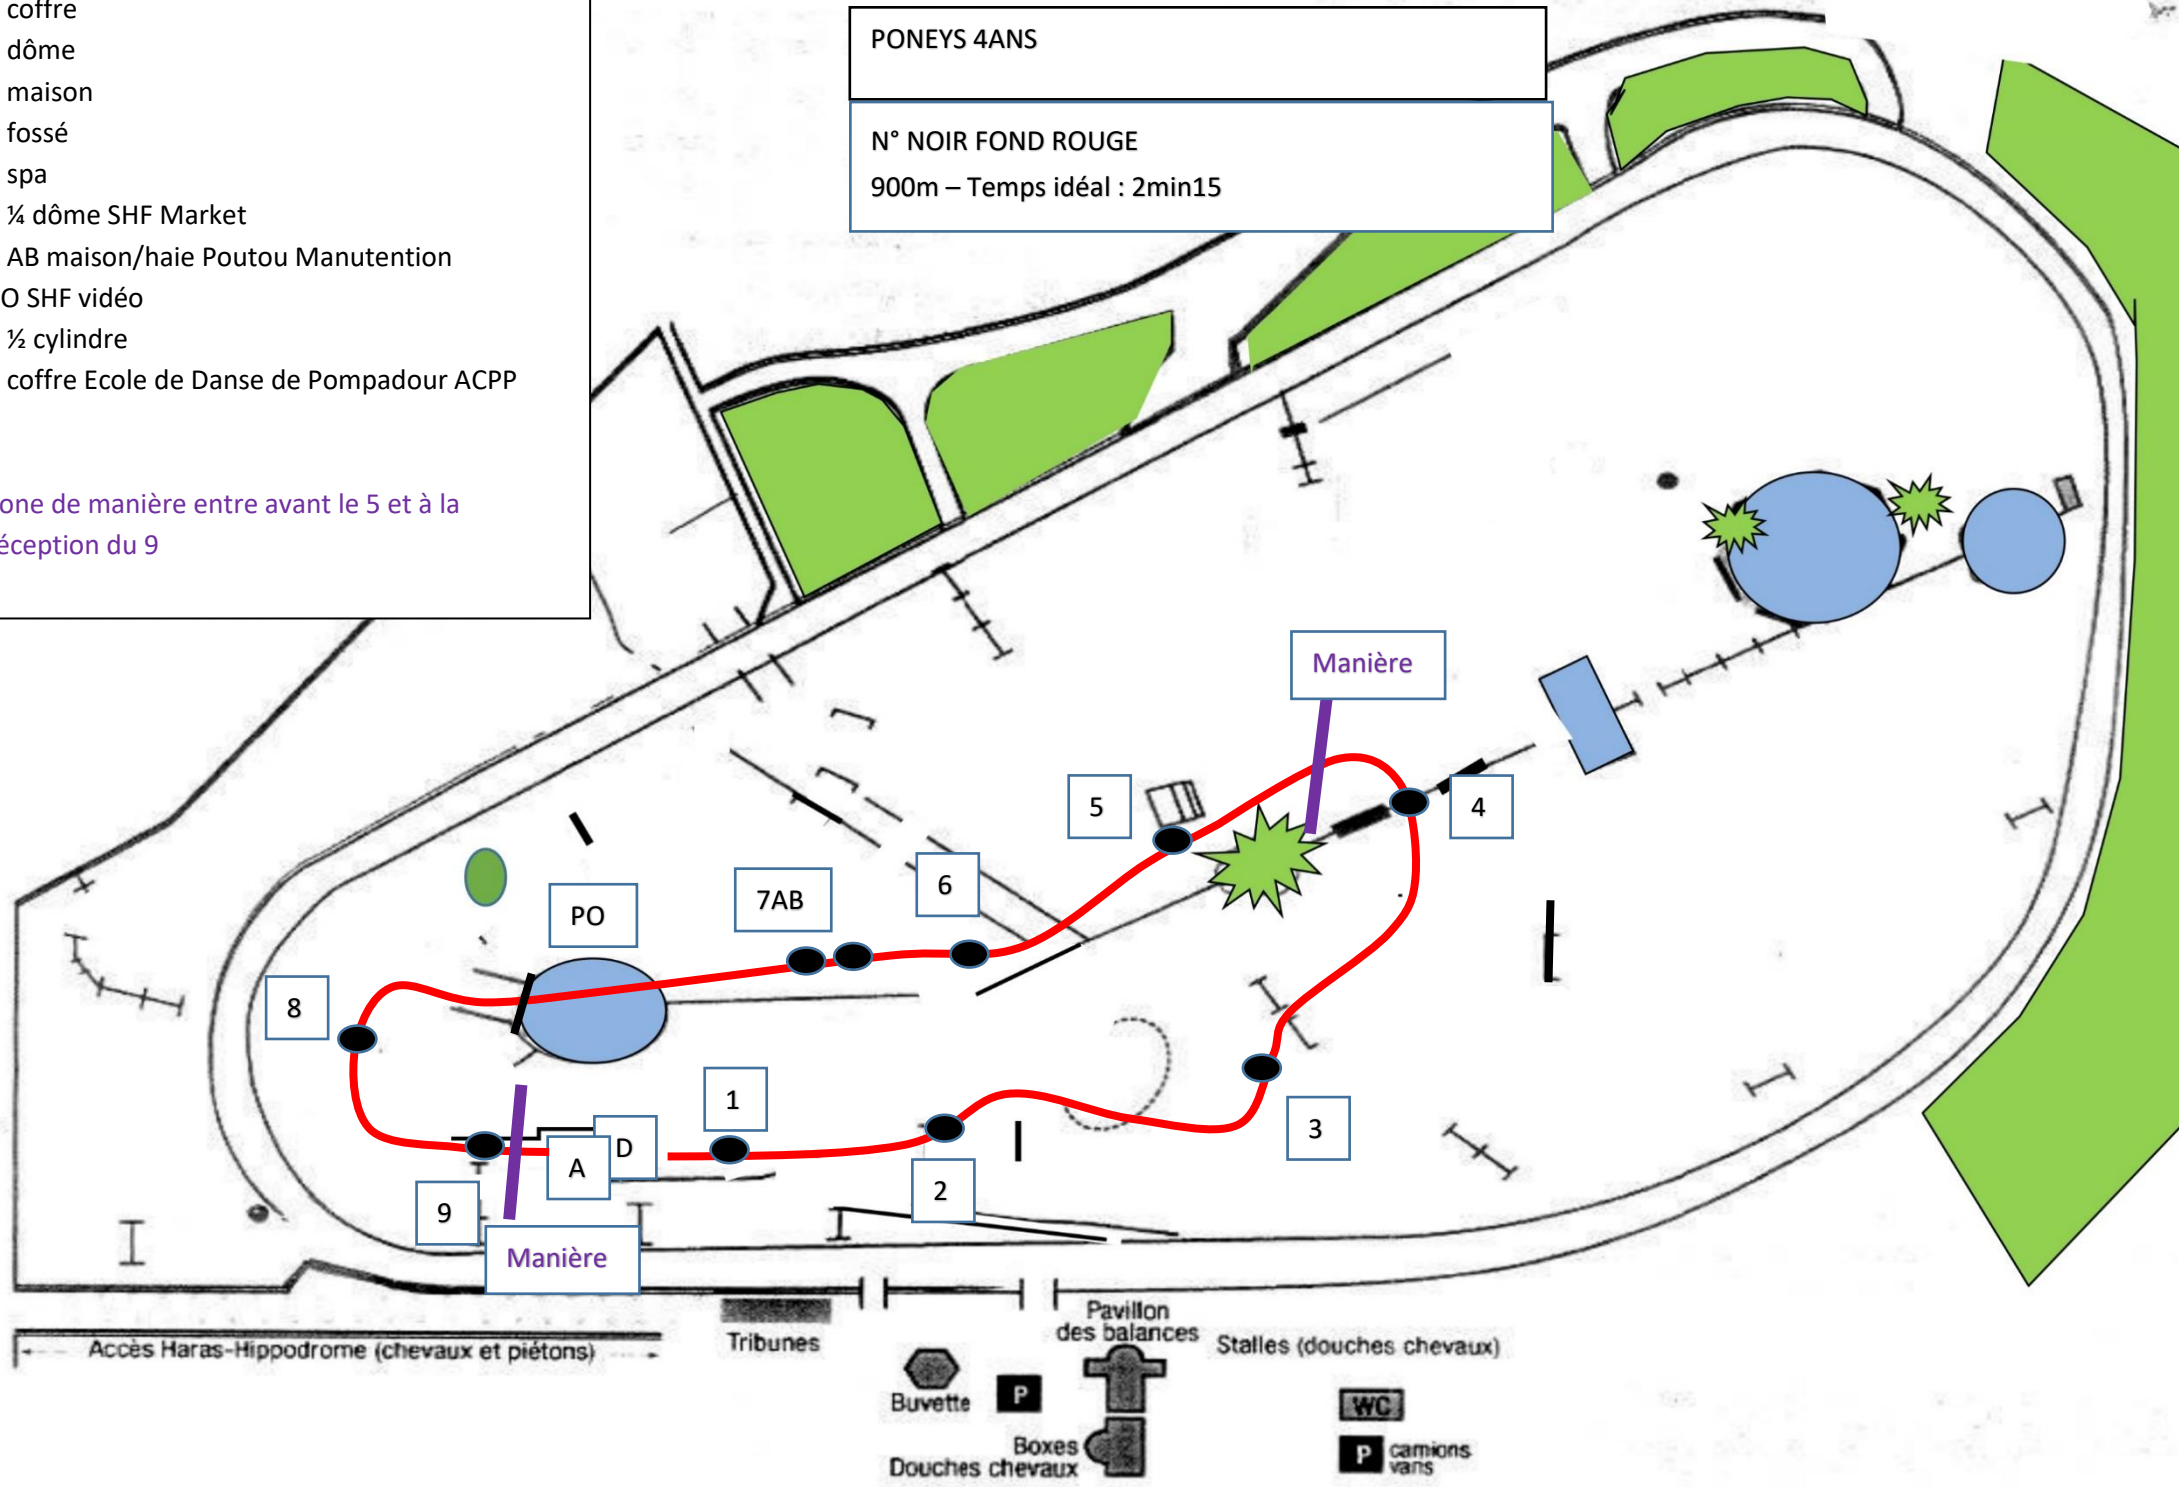 coffre
dôme
maison
fossé
spa
¼ dôme SHF Market
AB maison/haie Poutou Manutention
O SHF vidéo
½ cylindre
coffre Ecole de Danse de Pompadour ACPP
one de manière entre avant le 5 et à la
éception du 9
PONEYS 4ANS
N° NOIR FOND ROUGE
900m – Temps idéal : 2min15
Manière
5
4
6
7AB
PO
8
1
D
A
3
2
9
Manière
Accès Haras-Hippodrome (chevaux et piétons)
Tribunes
Pavillon
des balances
Stalles (douches chevaux)
Buvette
P
WC
Boxes
Douches chevaux
P
camions
vans